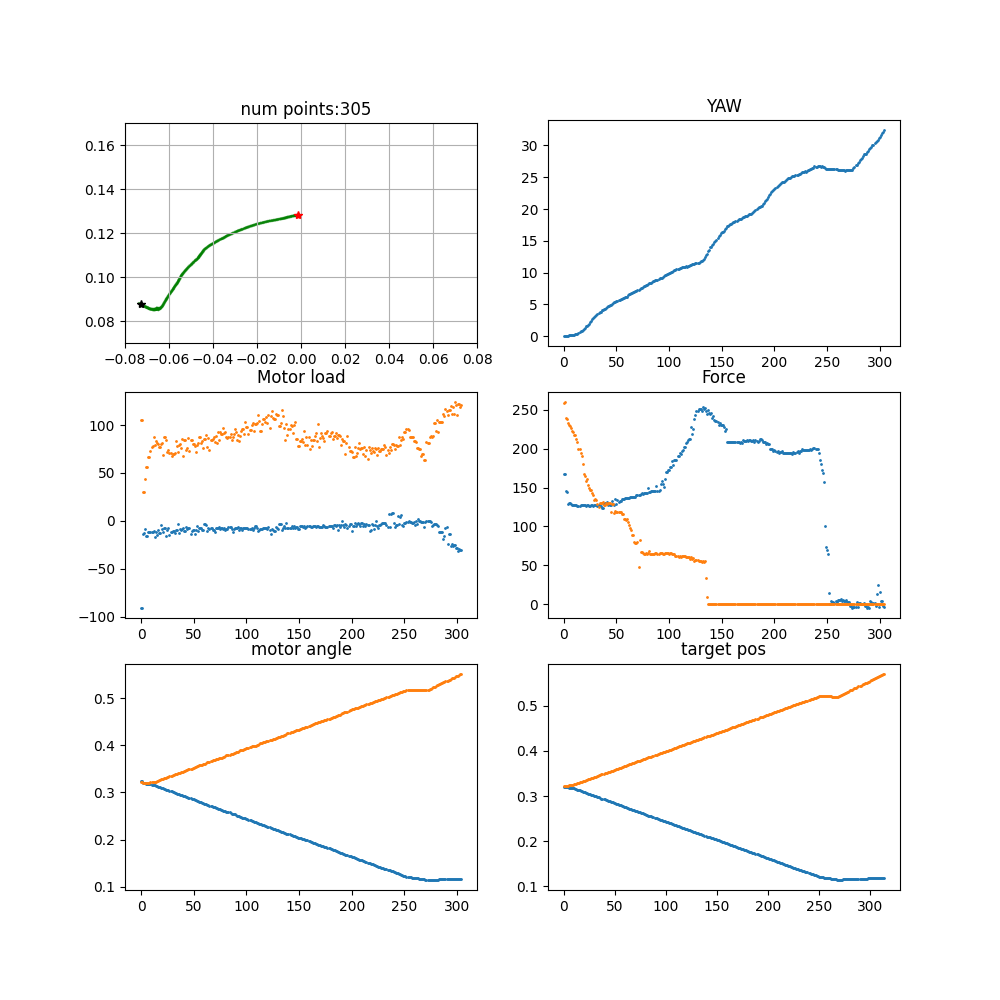 num points:305
YAW
0.16
0.14
0.12
0.10
0.08
−0.08 −0.06 −0.04 −0.02 0.00 0.02 0.04 0.06 0.08
30
25
20
15
10
5
0
0 50 100 150 200 250 300
Motor load
Force
100
50
0
−50
−100
0 50 100 150 200 250 300
250
200
150
100
50
0
0 50 100 150 200 250 300
motor angle
target pos
0.5
0.4
0.3
0.2
0.1
0 50 100 150 200 250 300
0.5
0.4
0.3
0.2
0.1
0 50 100 150 200 250 300